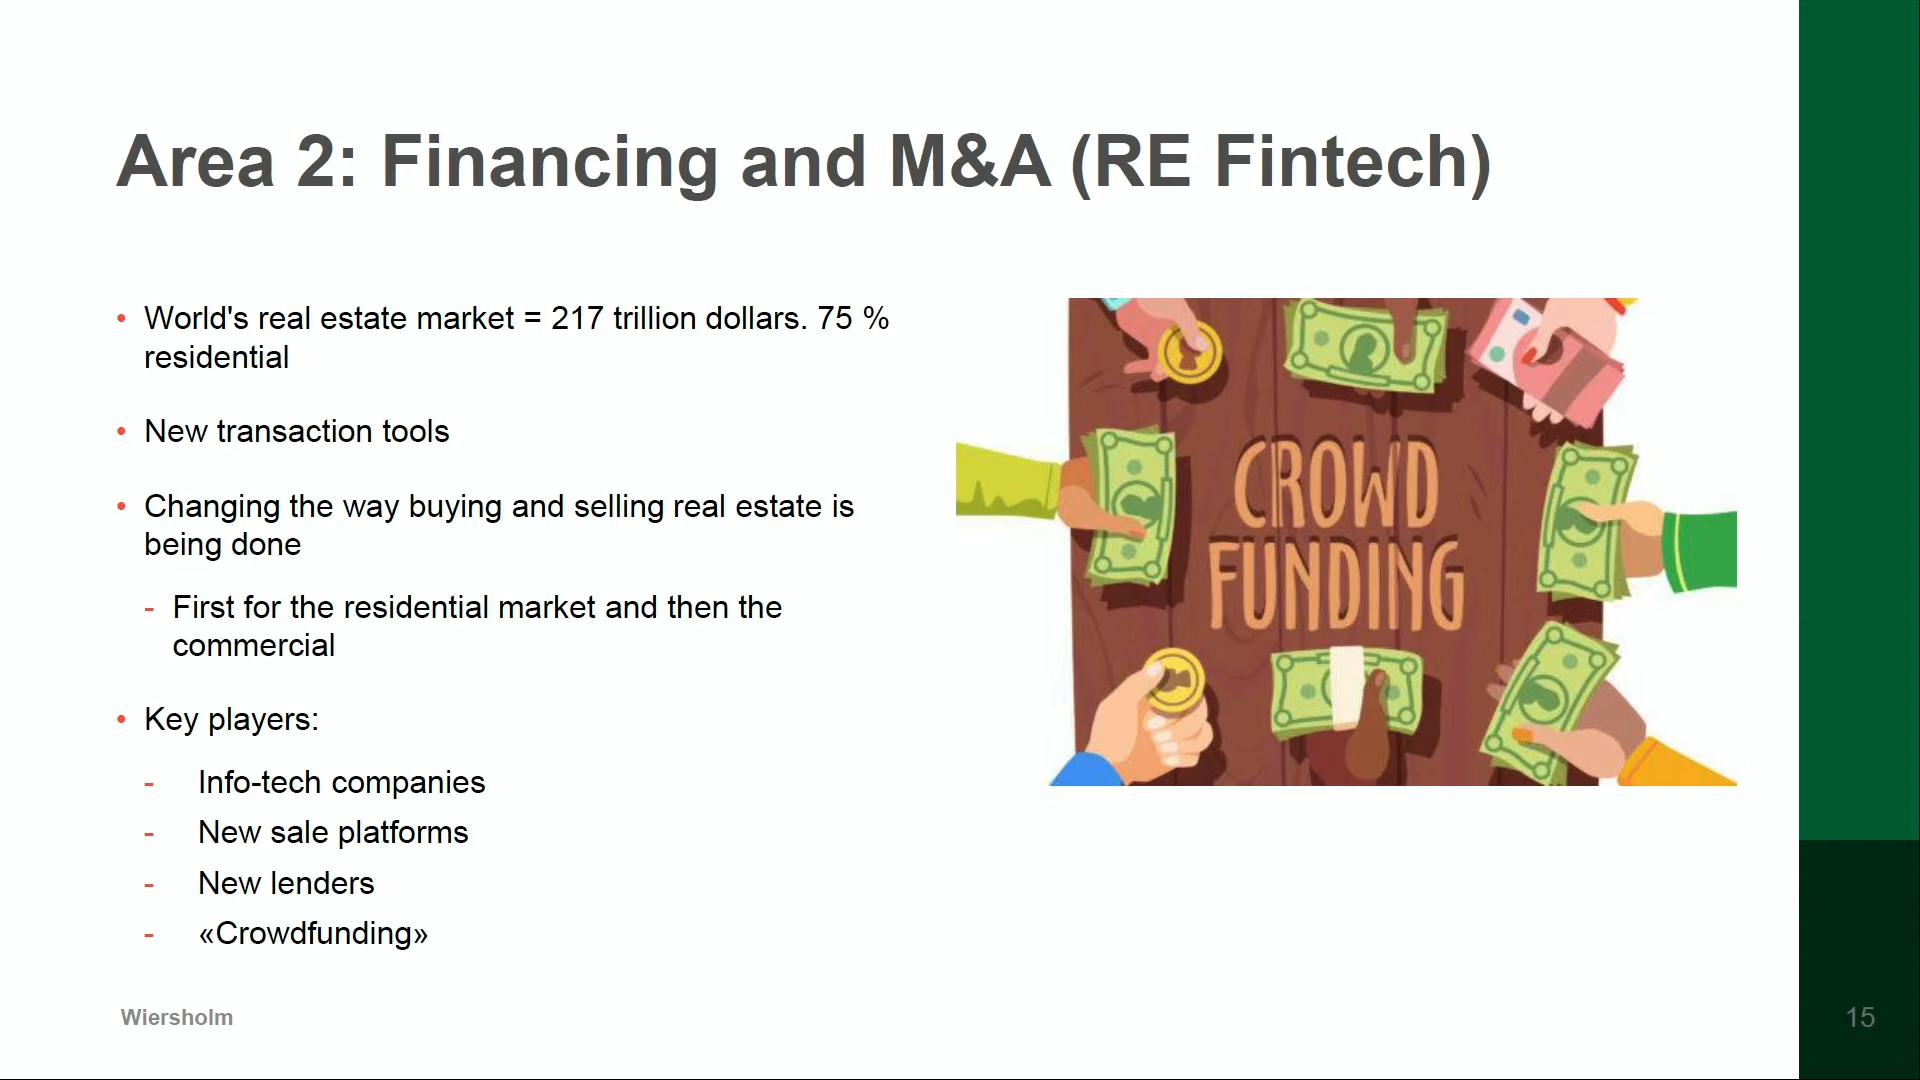 Area 2: Financing and M&A (RE Fintech)
• World's real estate market = 217 trillion dollars. 75 %
residential
• New transaction tools
• Changing the way buying and selling real estate is
being done
- First for the residential market and then the
commercial
• Key players:
- Info-tech companies
- New sale platforms
- New lenders
- «Crowdfunding»
CROWD
FUNDING
Wiersholm
15